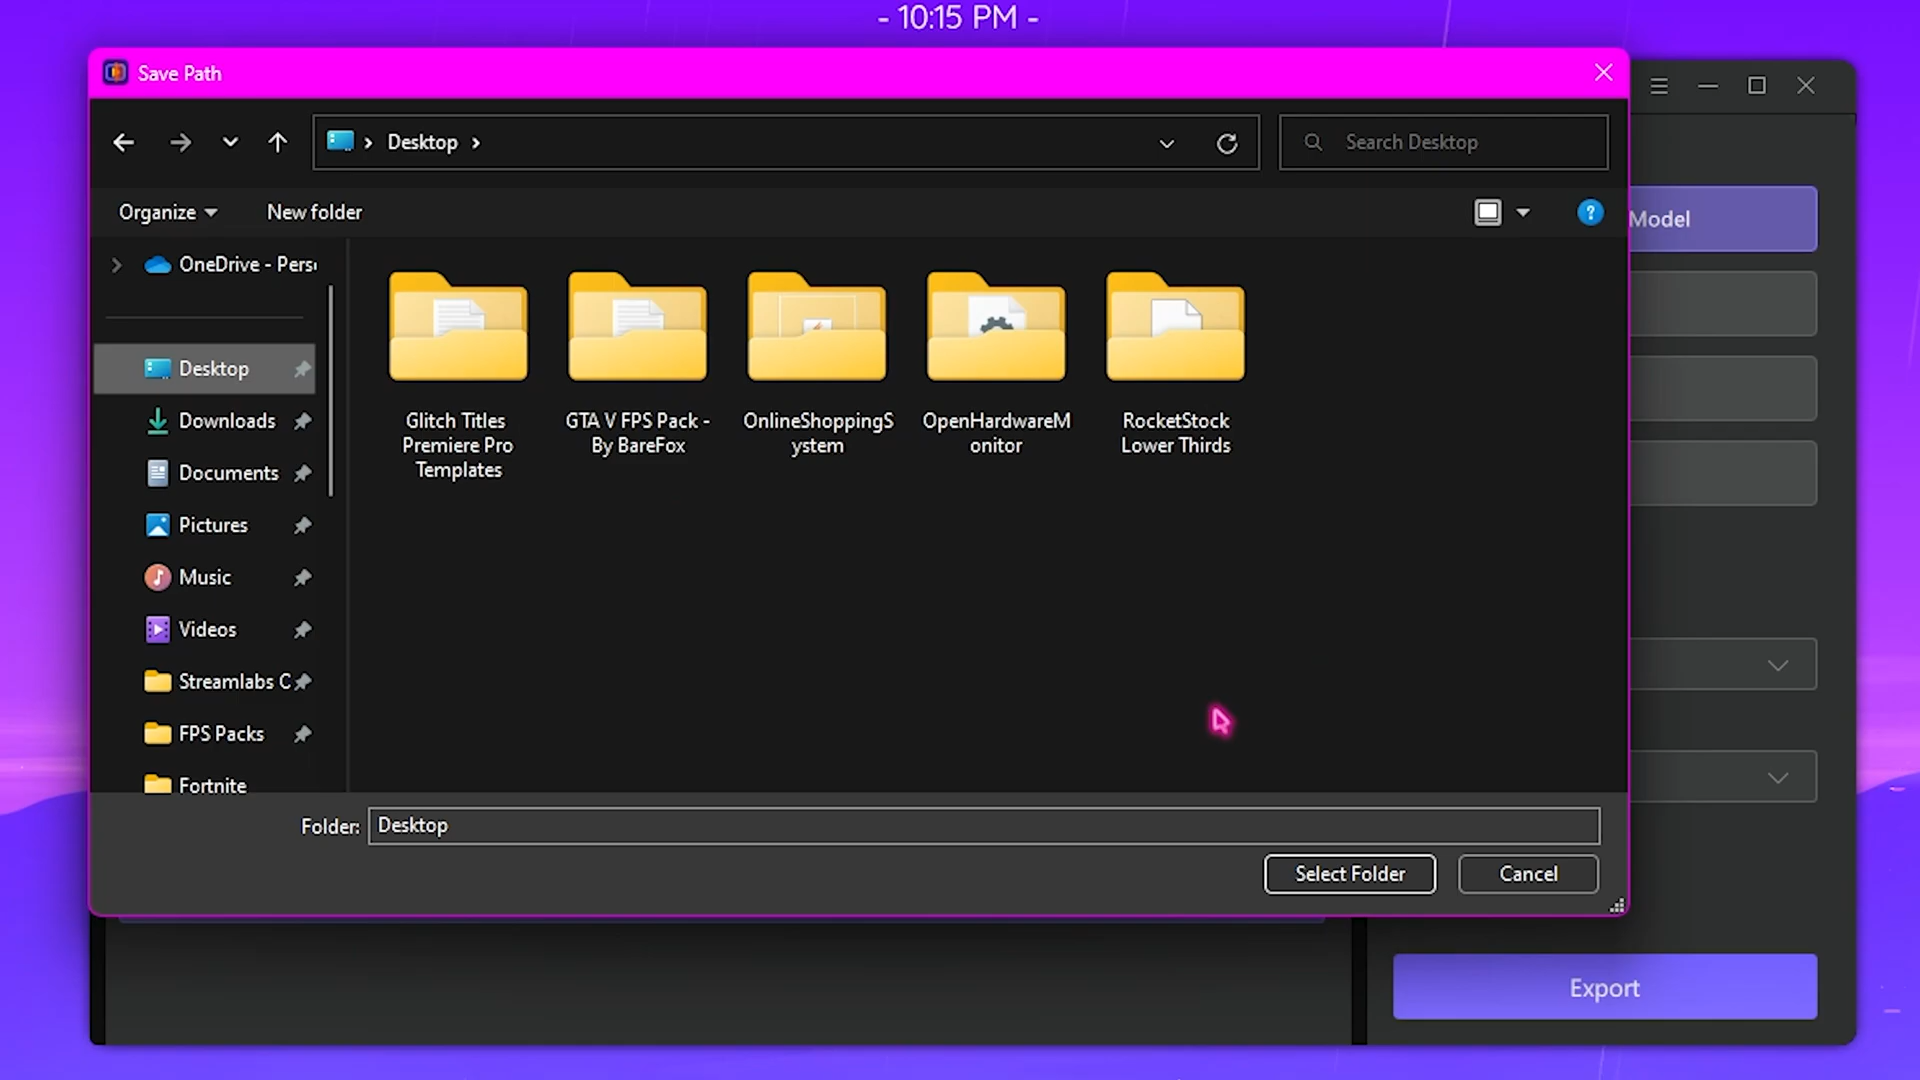 - 10:15 PM -
Save Path
Desktop
Search Desktop
Organize
New folder
Model
OneDrive - Pers
Desktop
Downloads
Documents
Pictures
Music
Videos
Streamlabs C
FPS Packs
Fortnite
Glitch Titles
Premiere Pro
Templates
GTA V FPS Pack -
By BareFox
OnlineShoppingS
ystem
OpenHardwareM
onitor
RocketStock
Lower Thirds
Folder:
Desktop
Select Folder
Cancel
Export